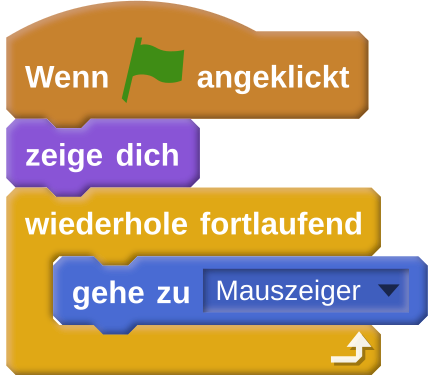 Wenn angeklickt
zeige dich
wiederhole fortlaufend
gehe zu Mauszeiger